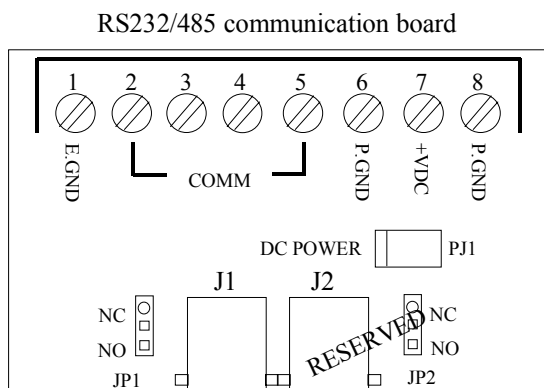 RS232/485 communication board
1 2 3 4 5 6 7 8
E.GND COMM P.GND +VDC P.GND
DC POWER PJ1
J1 J2
NC RESERVED NC
NO NO
JP1 JP2